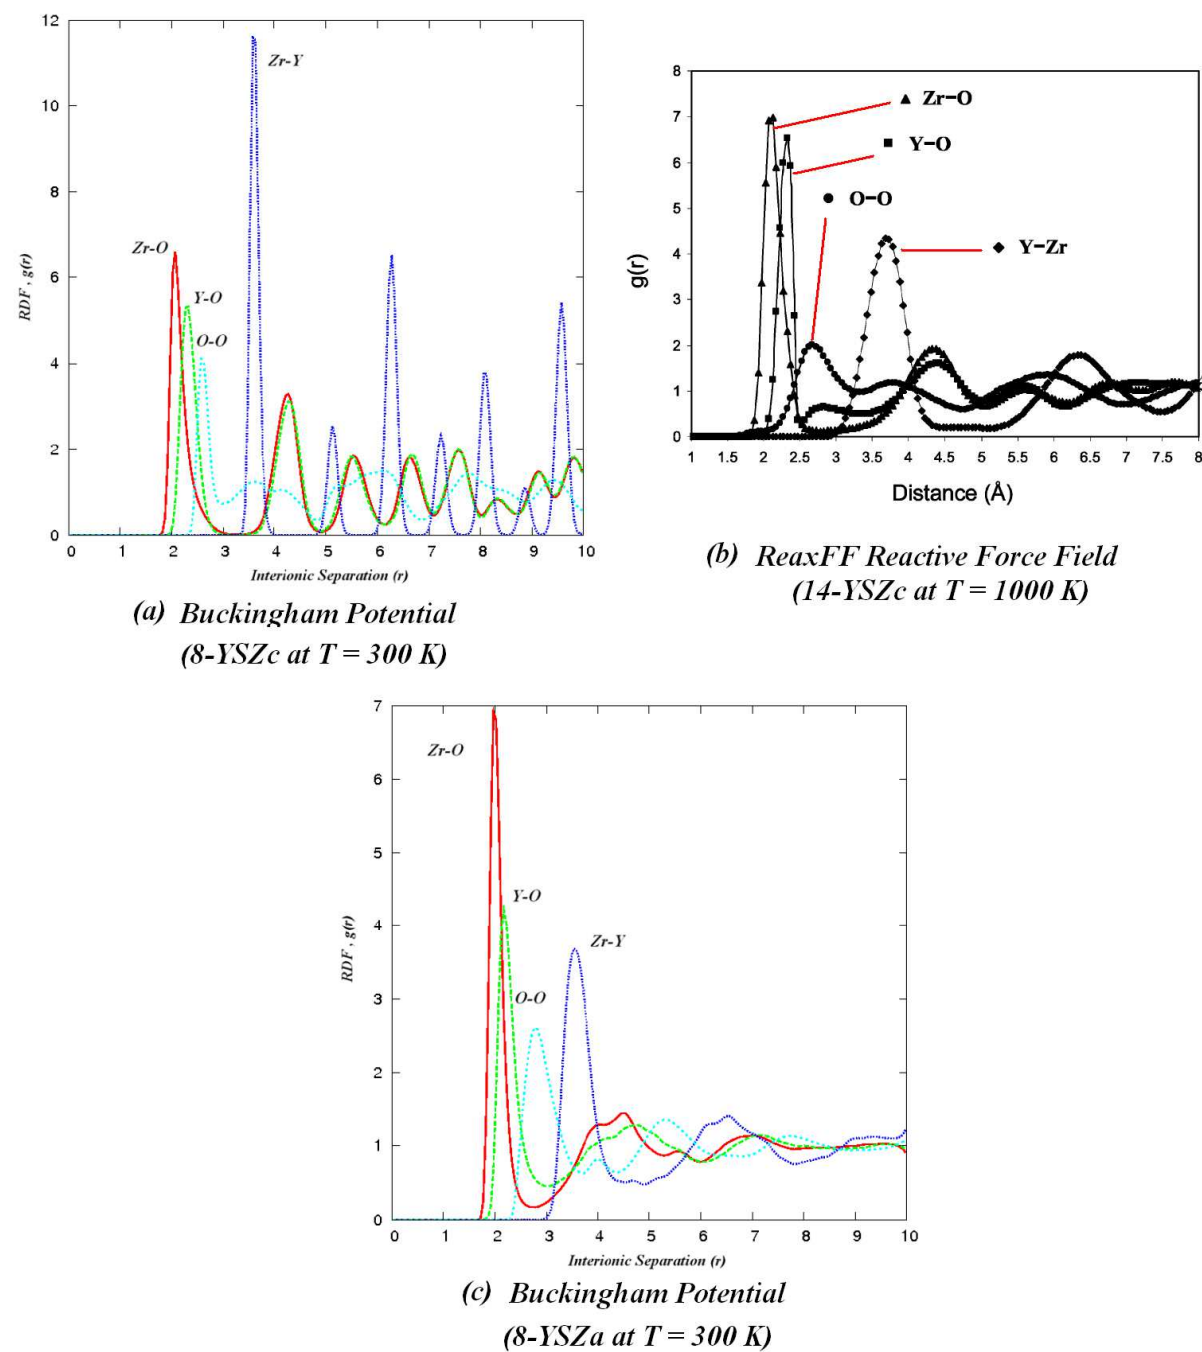 12
10
8
6
4
2
0
RDF , g(r)
Zr-Y
Zr-O
Y-O
O-O
0 1 2 3 4 5 6 7 8 9 10
Interionic Separation (r)
(a) Buckingham Potential
(8-YSZc at T = 300 K)
8
7
6
5
4
3
2
1
0
g(r)
Zr-O
Y-O
O-O
Y-Zr
1 1.5 2 2.5 3 3.5 4 4.5 5 5.5 6 6.5 7 7.5 8
Distance (Å)
(b) ReaxFF Reactive Force Field
(14-YSZc at T = 1000 K)
7
6
5
4
3
2
1
0
RDF , g(r)
Zr-O
Y-O
Zr-Y
O-O
0 1 2 3 4 5 6 7 8 9 10
Interionic Separation (r)
(c) Buckingham Potential
(8-YSZa at T = 300 K)